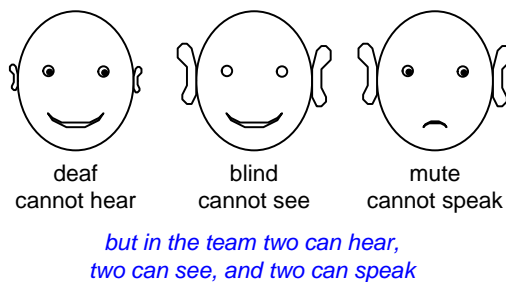 deaf
cannot hear
blind
cannot see
mute
cannot speak
but in the team two can hear,
two can see, and two can speak